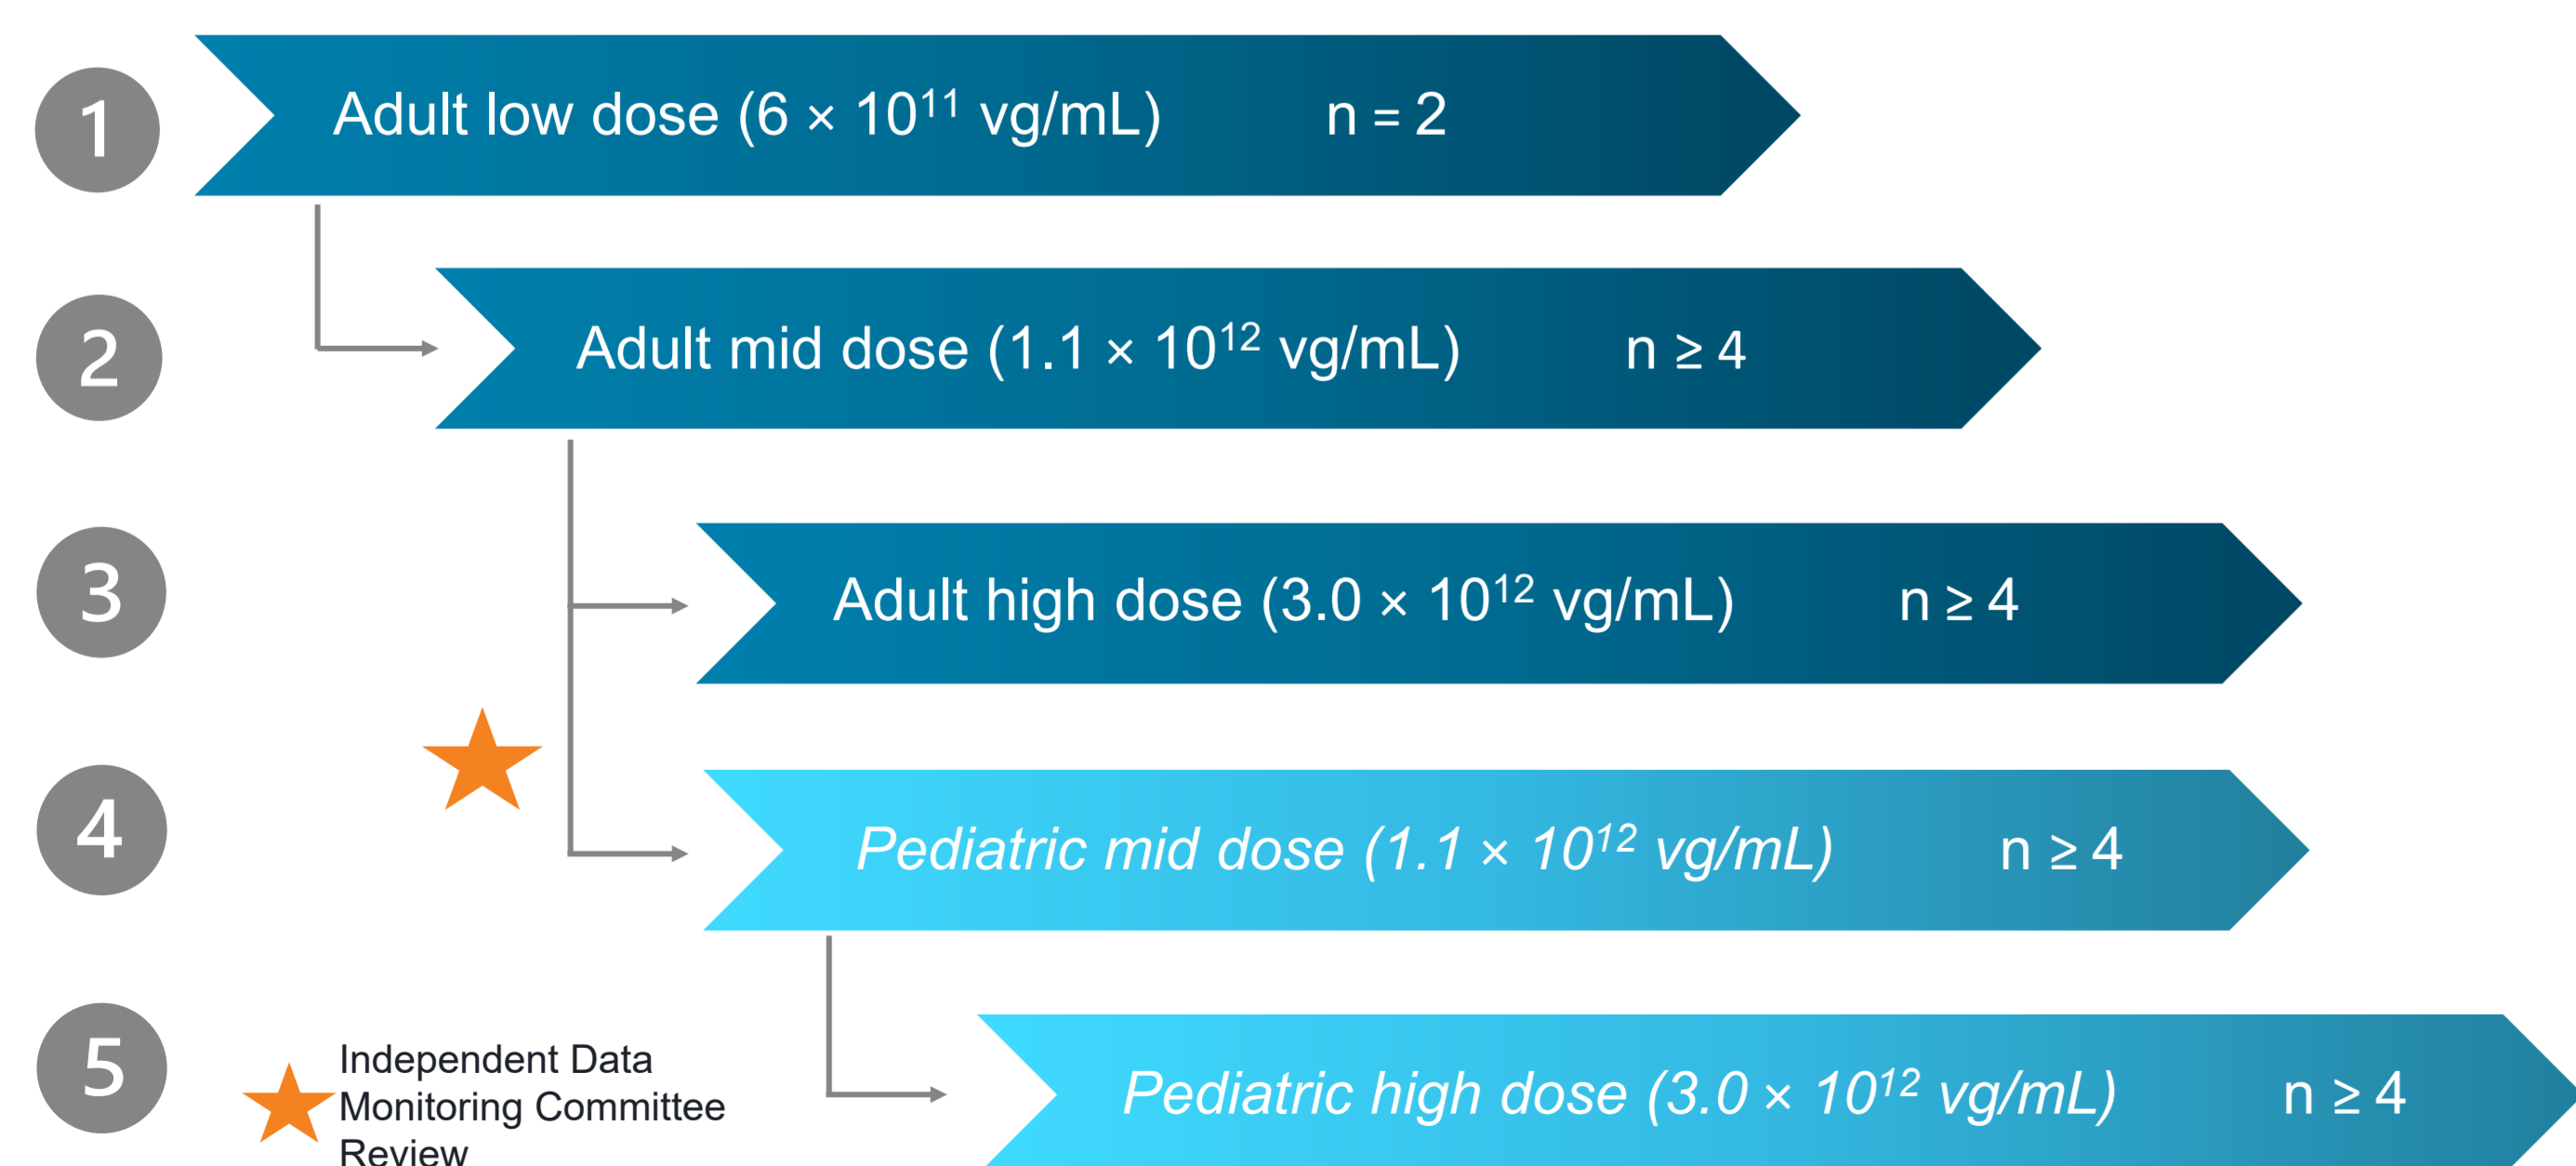 1
Adult low dose (6 × 10¹¹ vg/mL) n = 2
2
Adult mid dose (1.1 × 10¹² vg/mL) n ≥ 4
3
Adult high dose (3.0 × 10¹² vg/mL) n ≥ 4
4
Pediatric mid dose (1.1 × 10¹² vg/mL) n ≥ 4
5
Pediatric high dose (3.0 × 10¹² vg/mL) n ≥ 4
Independent Data
Monitoring Committee
Review